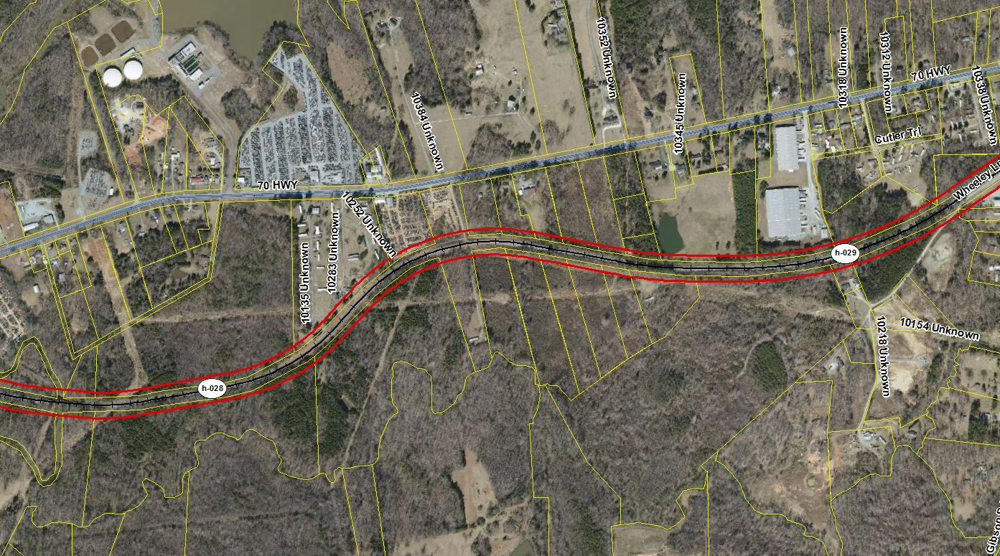 10352 Unknown
10318 Unknown
10312 Unknown
70 HWY
10338 Unknown
10384 Unknown
10345 Unknown
Cutler Trl
70 HWY
Wheeley Ln
10252 Unknown
10283 Unknown
10135 Unknown
h-029
10154 Unknown
10218 Unknown
h-028
Gibson